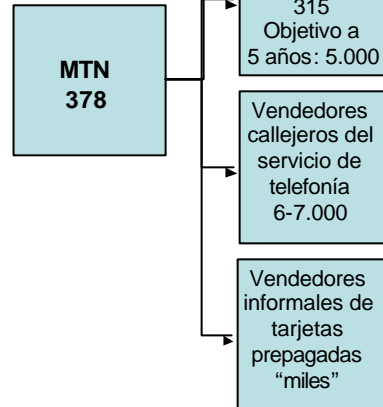 MTN
378
315
Objetivo a
5 años: 5.000
Vendedores
callejeros del
servicio de
telefonía
6-7.000
Vendedores
informales de
tarjetas
prepagadas
“miles”